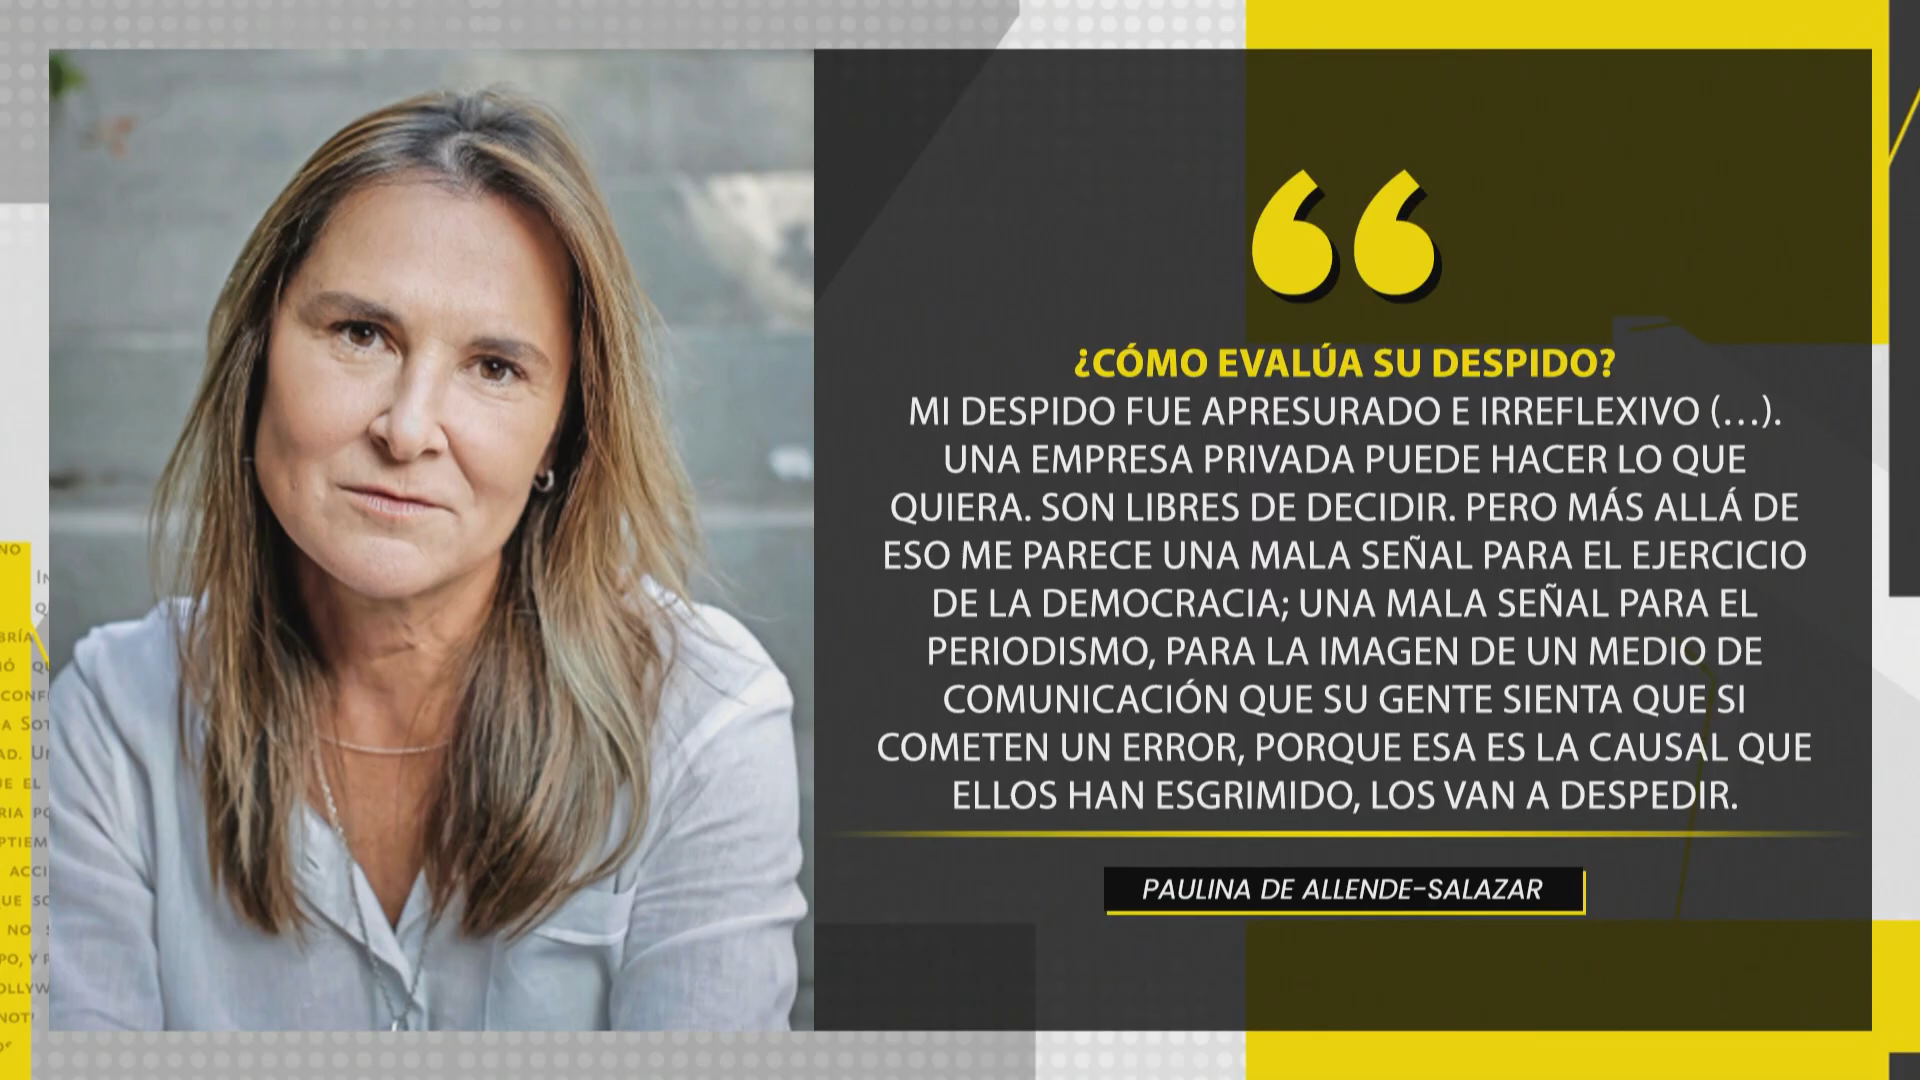 ¿CÓMO EVALÚA SU DESPIDO?
MI DESPIDO FUE APRESURADO E IRREFLEXIVO (...).
UNA EMPRESA PRIVADA PUEDE HACER LO QUE
QUIERA. SON LIBRES DE DECIDIR. PERO MÁS ALLÁ DE
ESO ME PARECE UNA MALA SEÑAL PARA EL EJERCICIO
DE LA DEMOCRACIA; UNA MALA SEÑAL PARA EL
PERIODISMO, PARA LA IMAGEN DE UN MEDIO DE
COMUNICACIÓN QUE SU GENTE SIENTA QUE SI
COMETEN UN ERROR, PORQUE ESA ES LA CAUSAL QUE
ELLOS HAN ESGRIMIDO, LOS VAN A DESPEDIR.
PAULINA DE ALLENDE-SALAZAR